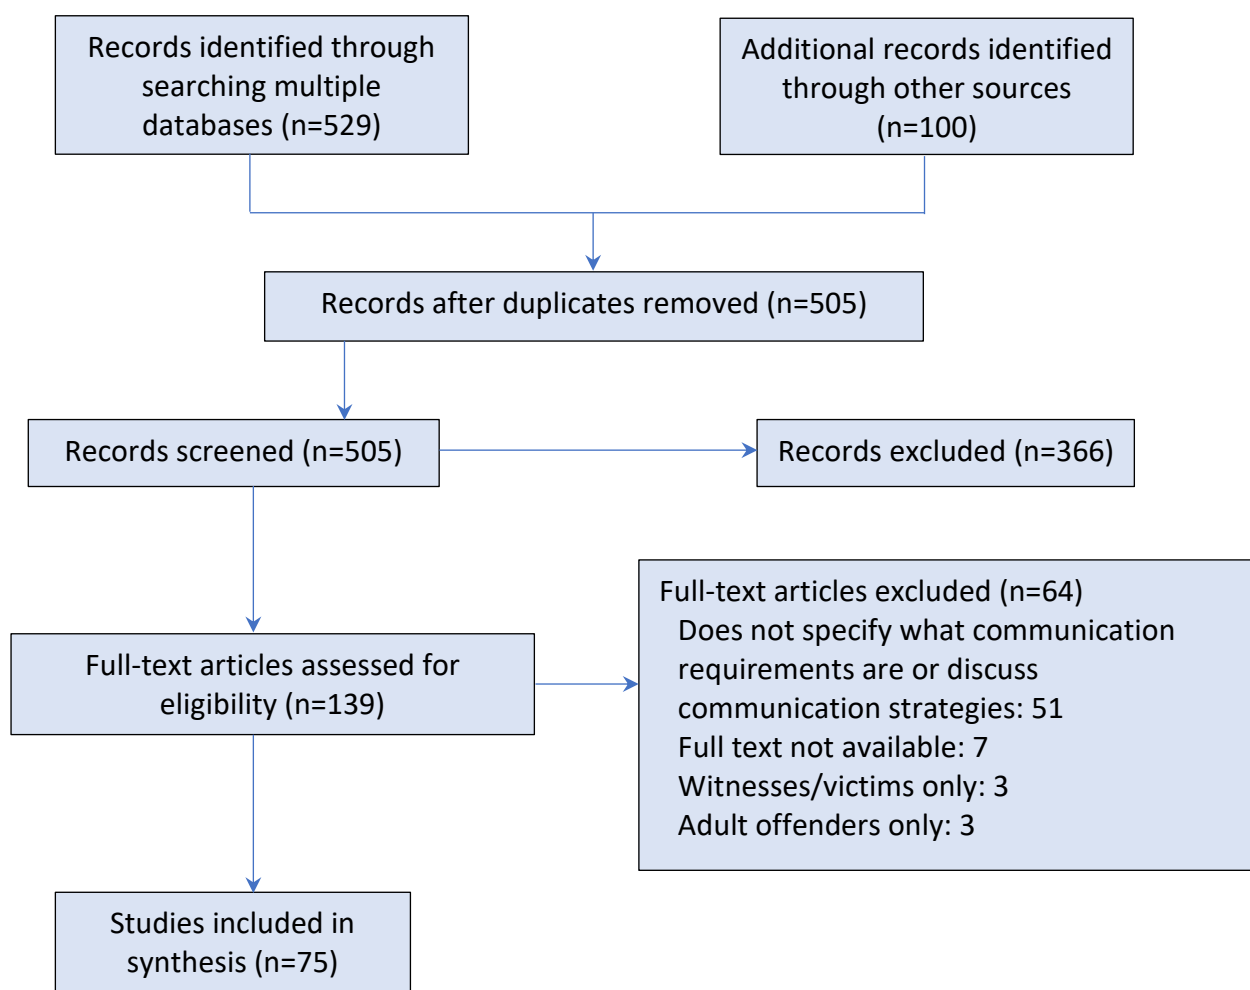 Records identified through
searching multiple
databases (n=529)
Additional records identified
through other sources
(n=100)
Records after duplicates removed (n=505)
Records screened (n=505)
Records excluded (n=366)
Full-text articles assessed for
eligibility (n=139)
Full-text articles excluded (n=64)
Does not specify what communication
requirements are or discuss
communication strategies: 51
Full text not available: 7
Witnesses/victims only: 3
Adult offenders only: 3
Studies included in
synthesis (n=75)